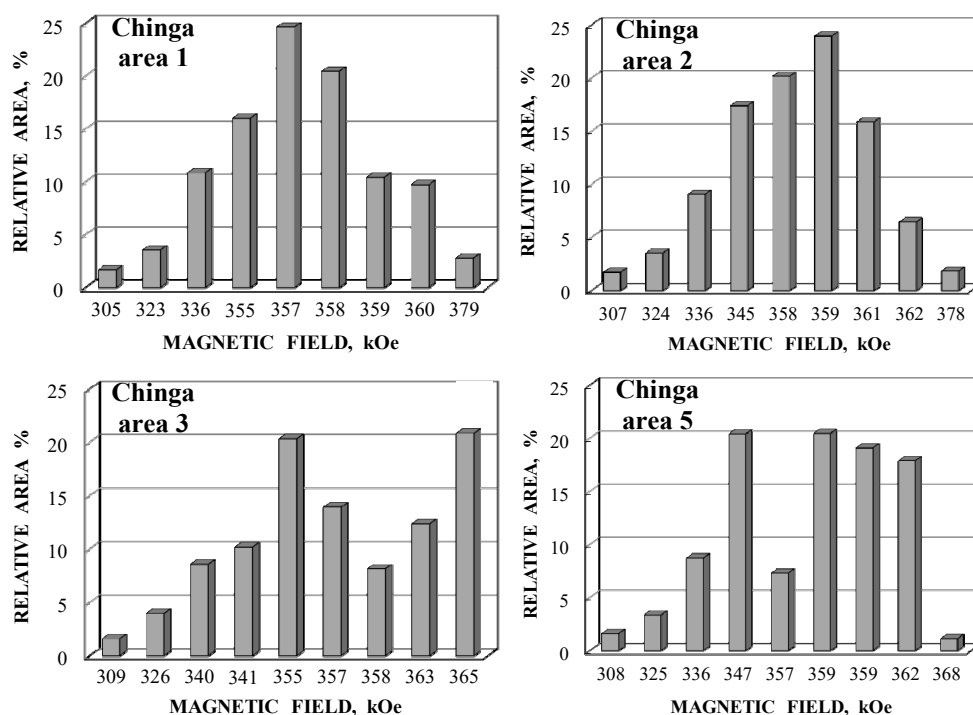 Chinga
area 1
RELATIVE AREA, %
25
20
15
10
5
0
305 323 336 355 357 358 359 360 379
MAGNETIC FIELD, kOe
Chinga
area 2
RELATIVE AREA, %
25
20
15
10
5
0
307 324 336 345 358 359 361 362 378
MAGNETIC FIELD, kOe
Chinga
area 3
RELATIVE AREA, %
25
20
15
10
5
0
309 326 340 341 355 357 358 363 365
MAGNETIC FIELD, kOe
Chinga
area 5
RELATIVE AREA, %
25
20
15
10
5
0
308 325 336 347 357 359 359 362 368
MAGNETIC FIELD, kOe